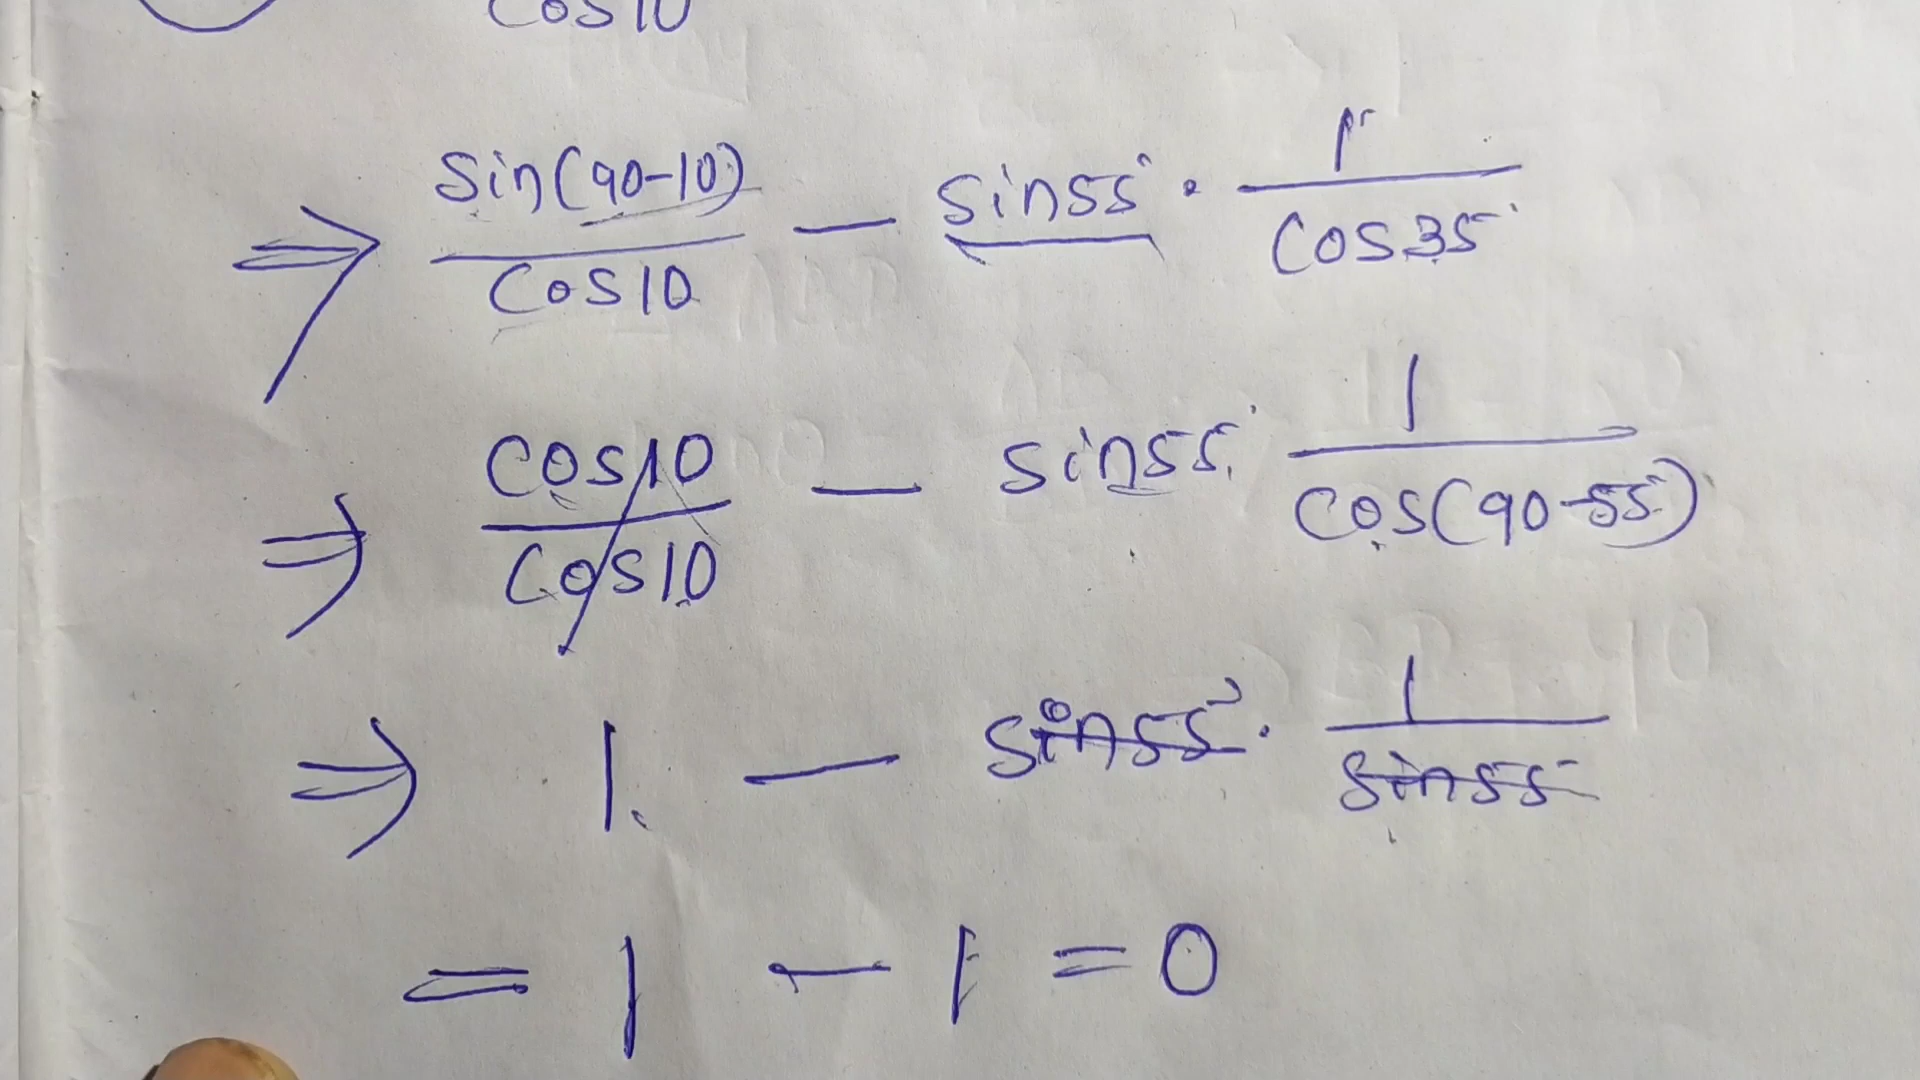 cos10
⇒ sin(90-10)/cos10 — sin55 · 1/cos35
⇒ cos10/cos10 — sin55 · 1/cos(90-55)
⇒ 1 — sin55 · 1/sin55
= 1 — 1 = 0